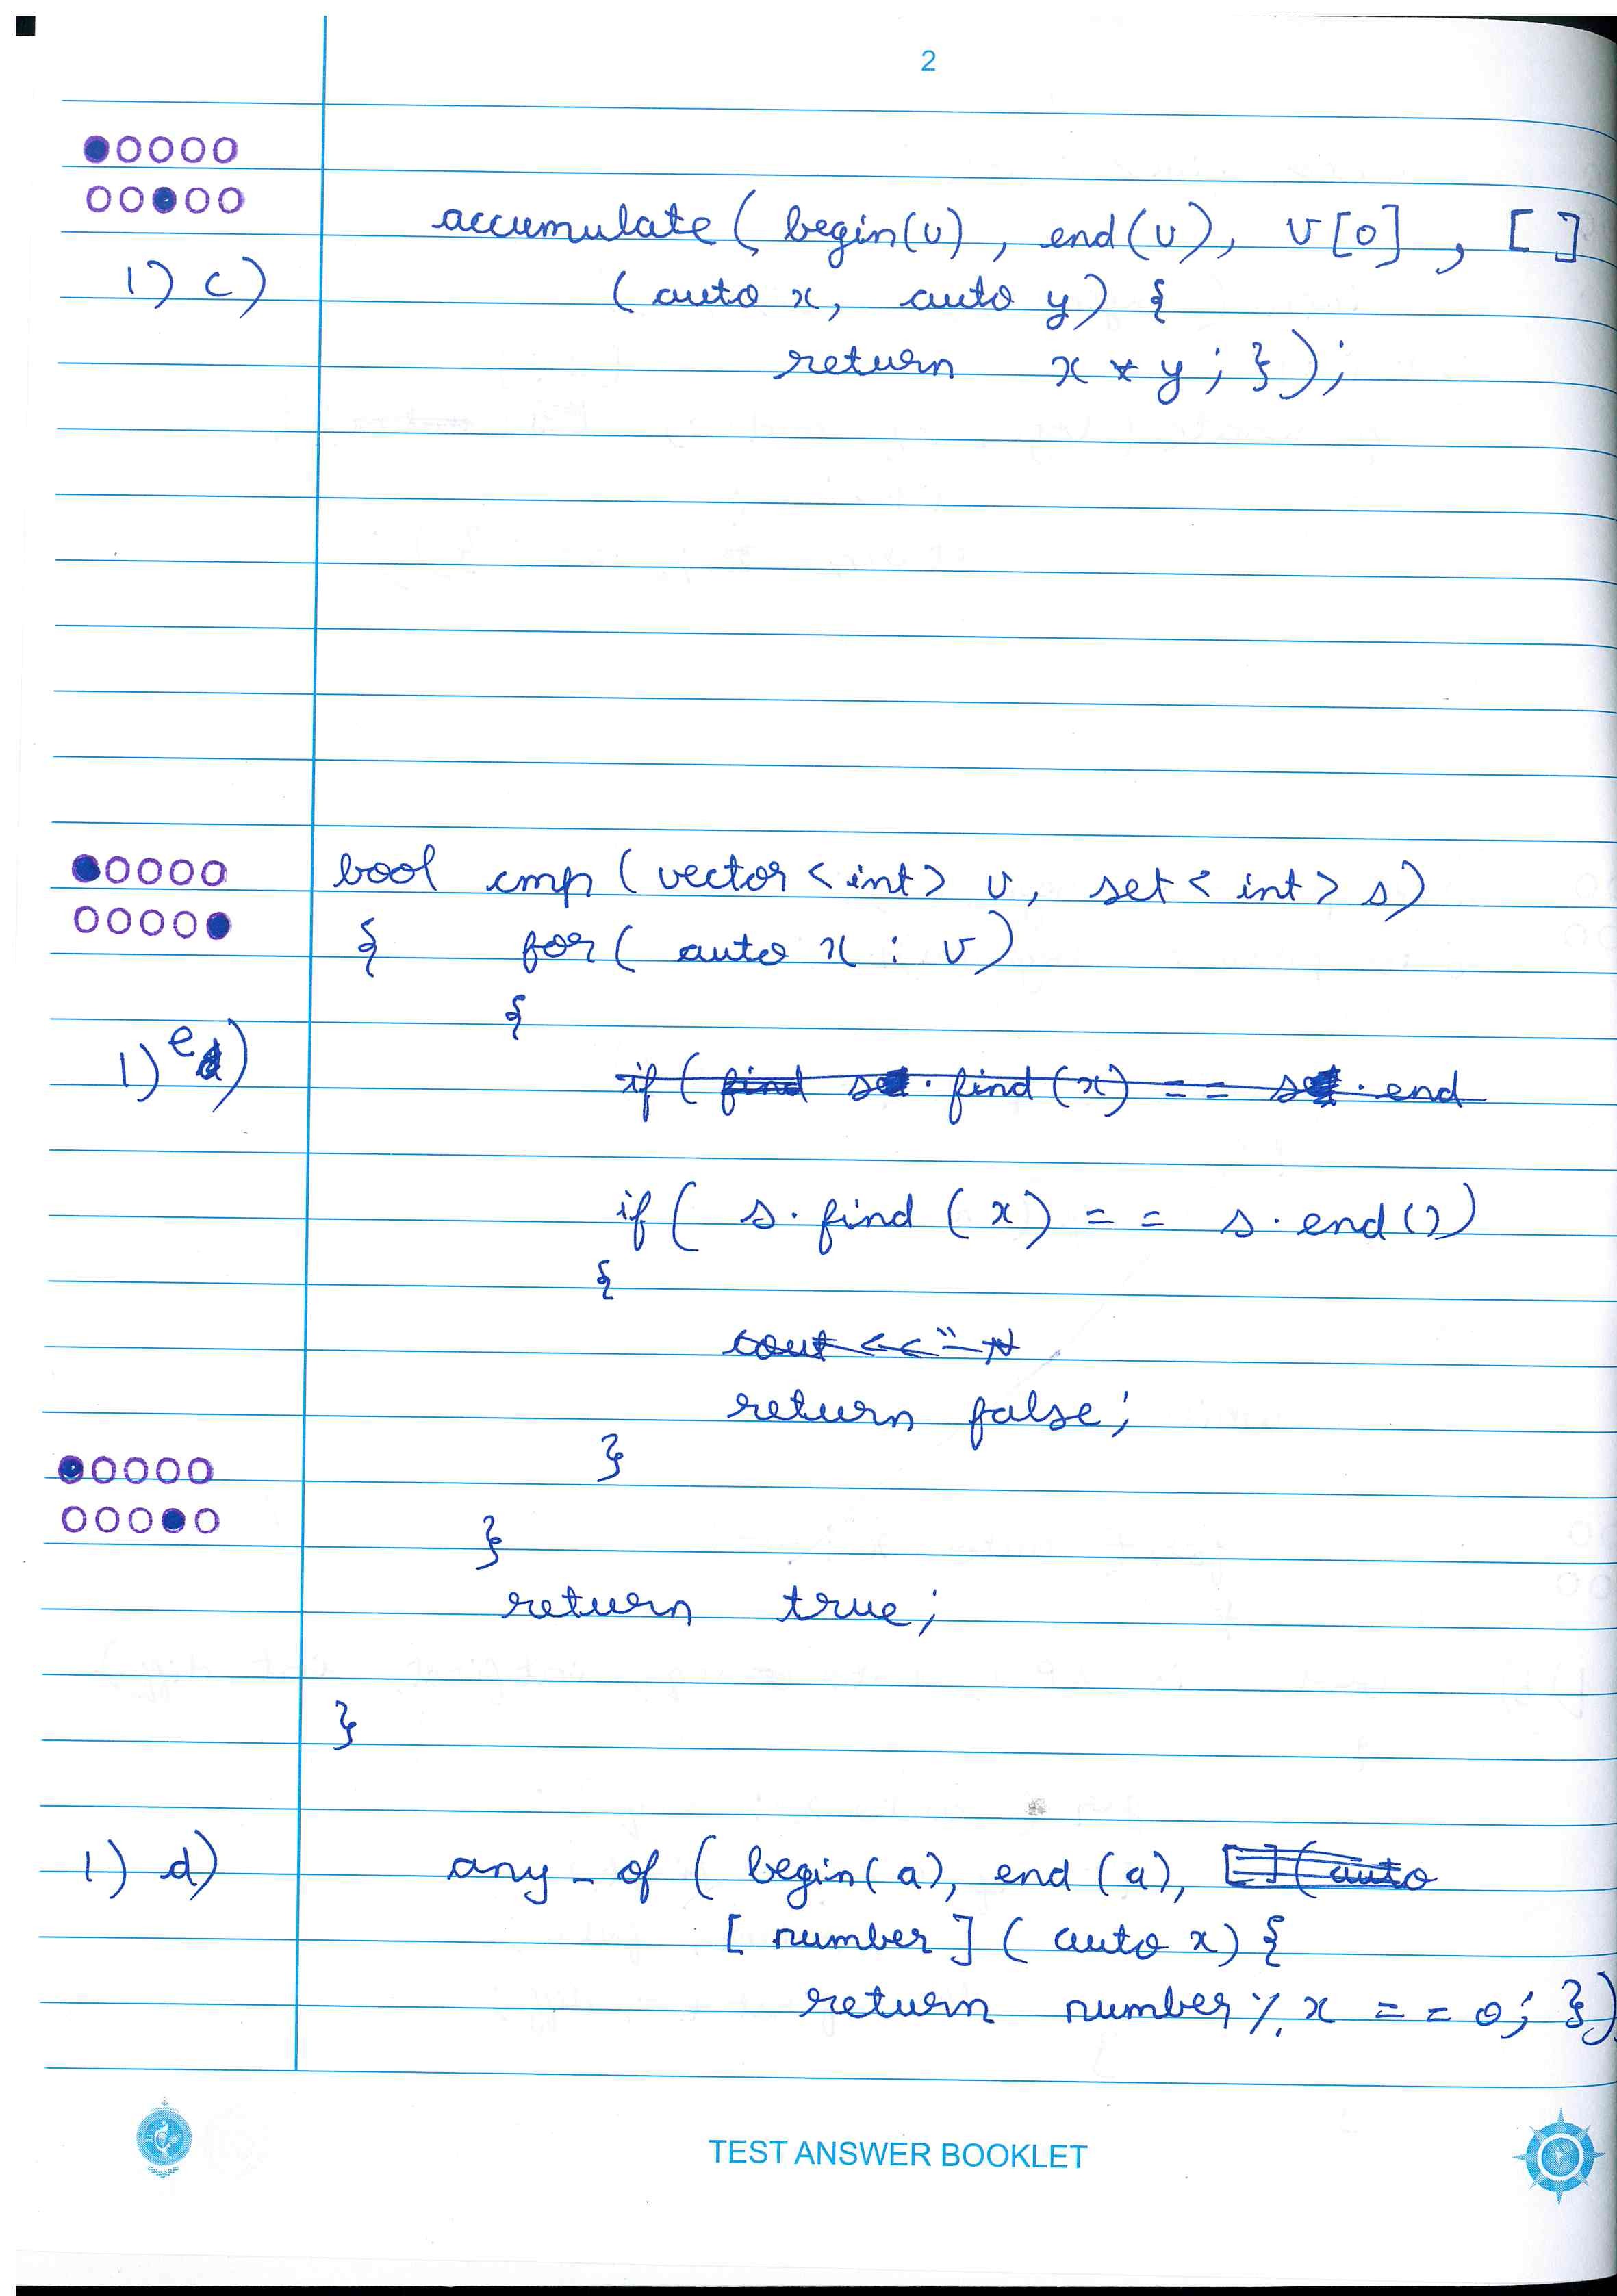 2
accumulate ( begin(v), end(v), v[0], [ ]
1) c)
(auto x, auto y) {
return x * y ; } );
bool cmp (vector < int > v, set < int > s)
{ for( auto x : v)
{
1) e)
if ( find s . find (x) == s . end
if ( s . find ( x ) == s . end ( ) )
{
cout << "N
return false;
}
}
return true;
}
1) d) any_of ( begin(a), end (a), [ ] ( auto
[ number ] ( auto x ) {
return number % x == 0; } )
TEST ANSWER BOOKLET